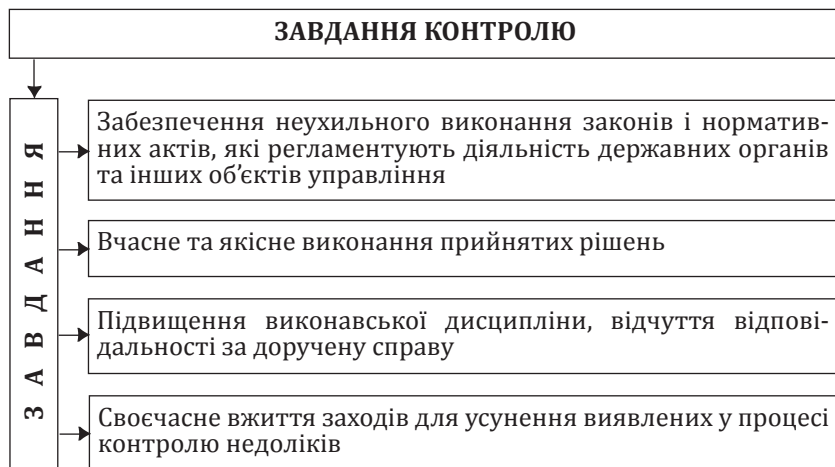 ЗАВДАННЯ КОНТРОЛЮ
ЗАВДАННЯ
Забезпечення неухильного виконання законів і норматив-
них актів, які регламентують діяльність державних органів
та інших об’єктів управління
Вчасне та якісне виконання прийнятих рішень
Підвищення виконавської дисципліни, відчуття відпові-
дальності за доручену справу
Своєчасне вжиття заходів для усунення виявлених у процесі
контролю недоліків